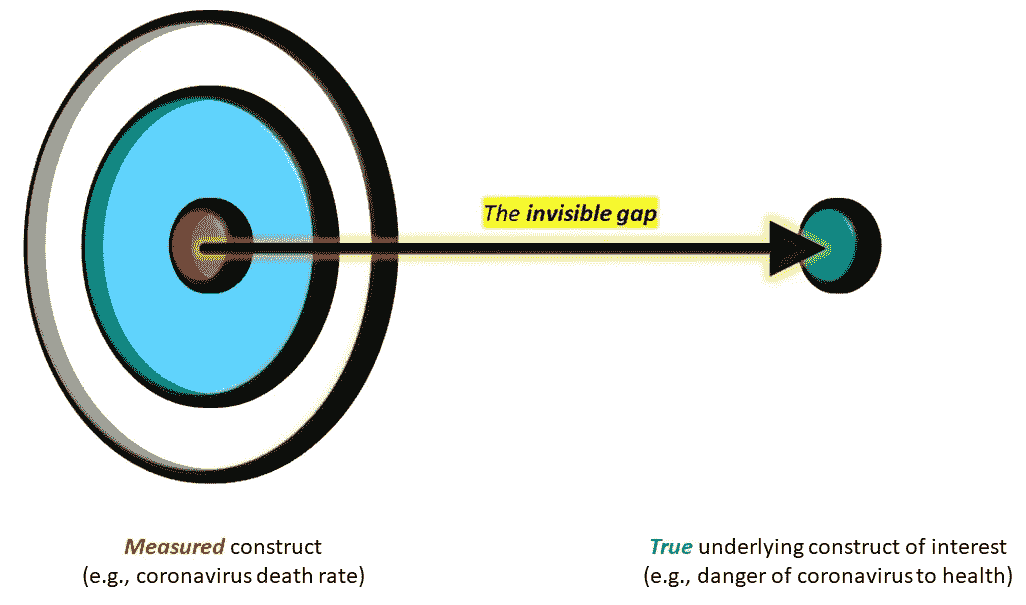 The invisible gap
Measured construct
(e.g., coronavirus death rate)
True underlying construct of interest
(e.g., danger of coronavirus to health)